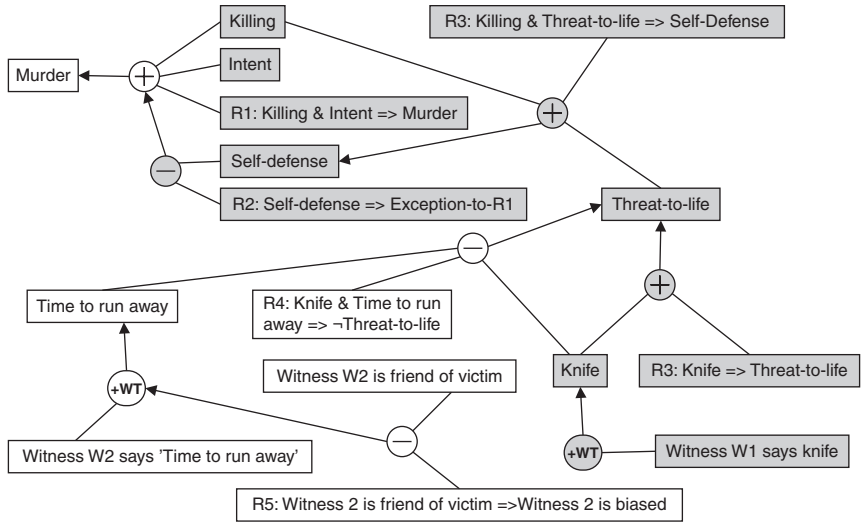 Killing
R3: Killing & Threat-to-life => Self-Defense
Murder
+
Intent
R1: Killing & Intent => Murder
+
Self-defense
−
R2: Self-defense => Exception-to-R1
Threat-to-life
−
Time to run away
R4: Knife & Time to run
away => ¬Threat-to-life
+
Witness W2 is friend of victim
Knife
R3: Knife => Threat-to-life
+WT
Witness W2 says 'Time to run away'
−
+WT
Witness W1 says knife
R5: Witness 2 is friend of victim =>Witness 2 is biased